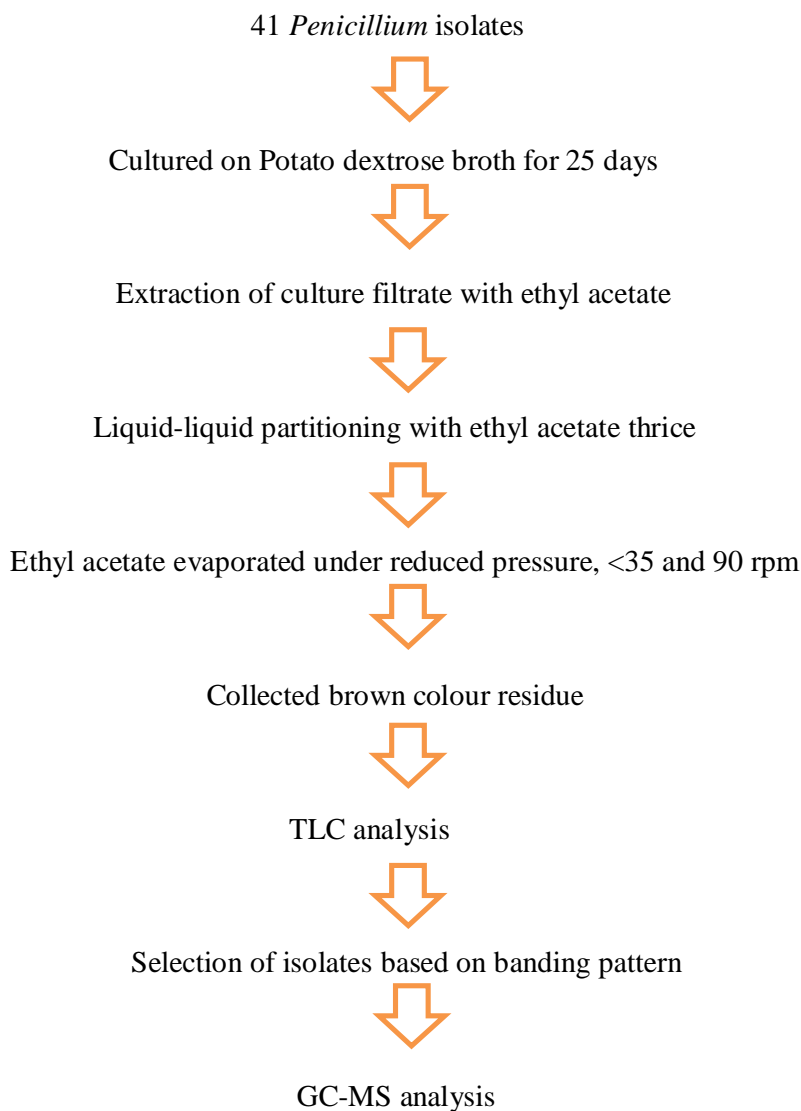 41 Penicillium isolates
Cultured on Potato dextrose broth for 25 days
Extraction of culture filtrate with ethyl acetate
Liquid-liquid partitioning with ethyl acetate thrice
Ethyl acetate evaporated under reduced pressure, <35 and 90 rpm
Collected brown colour residue
TLC analysis
Selection of isolates based on banding pattern
GC-MS analysis